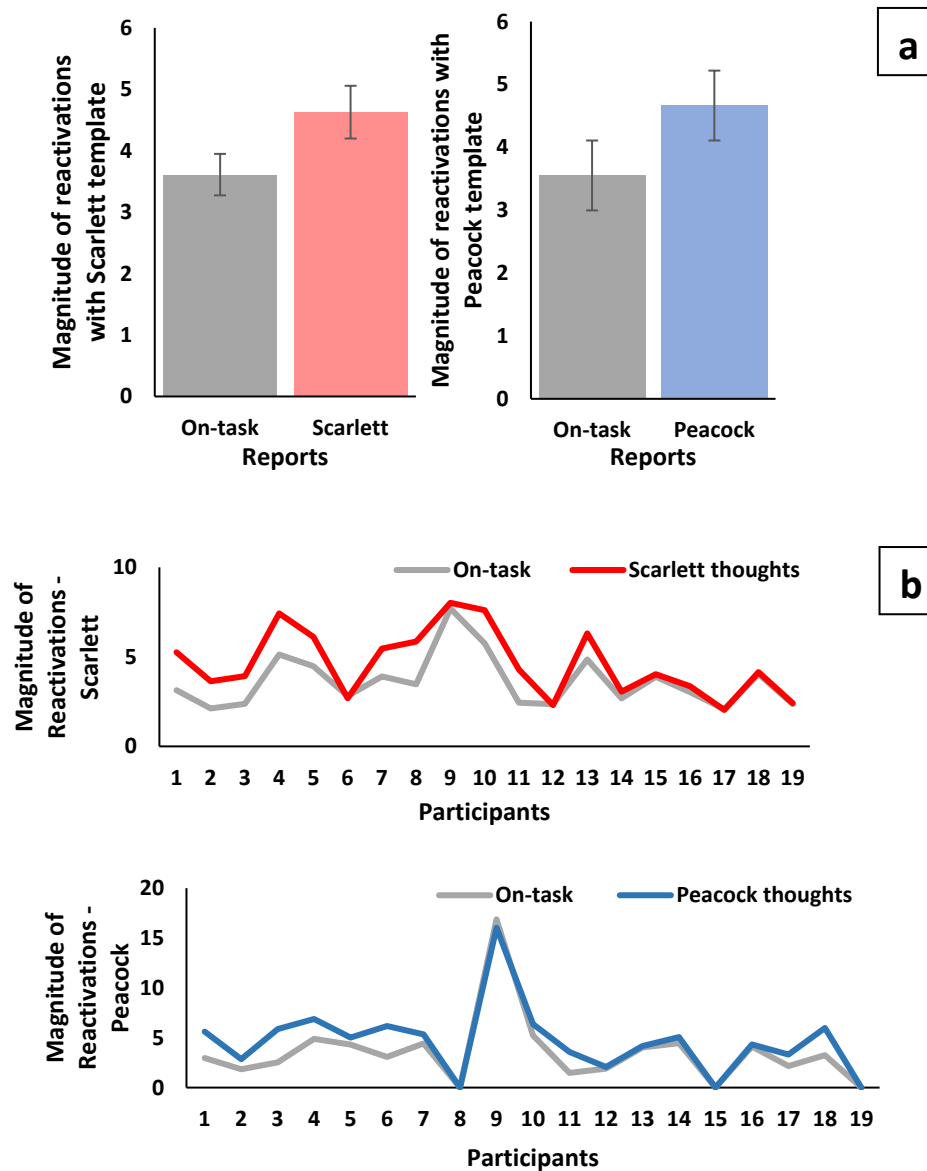 a
Magnitude of reactivations
with Scarlett template
6
5
4
3
2
1
0
On-task Scarlett
Reports
Magnitude of reactivations with
Peacock template
6
5
4
3
2
1
0
On-task Peacock
Reports
b
Magnitude of
Reactivations -
Scarlett
On-task Scarlett thoughts
10
5
0
1 2 3 4 5 6 7 8 9 10 11 12 13 14 15 16 17 18 19
Participants
Magnitude of
Reactivations -
Peacock
On-task Peacock thoughts
20
15
10
5
0
1 2 3 4 5 6 7 8 9 10 11 12 13 14 15 16 17 18 19
Participants